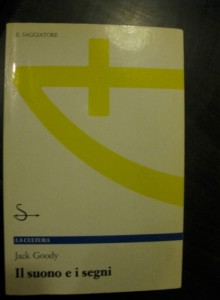 IL SAGGIATORE
LA CULTURA
Jack Goody
Il suono e i segni